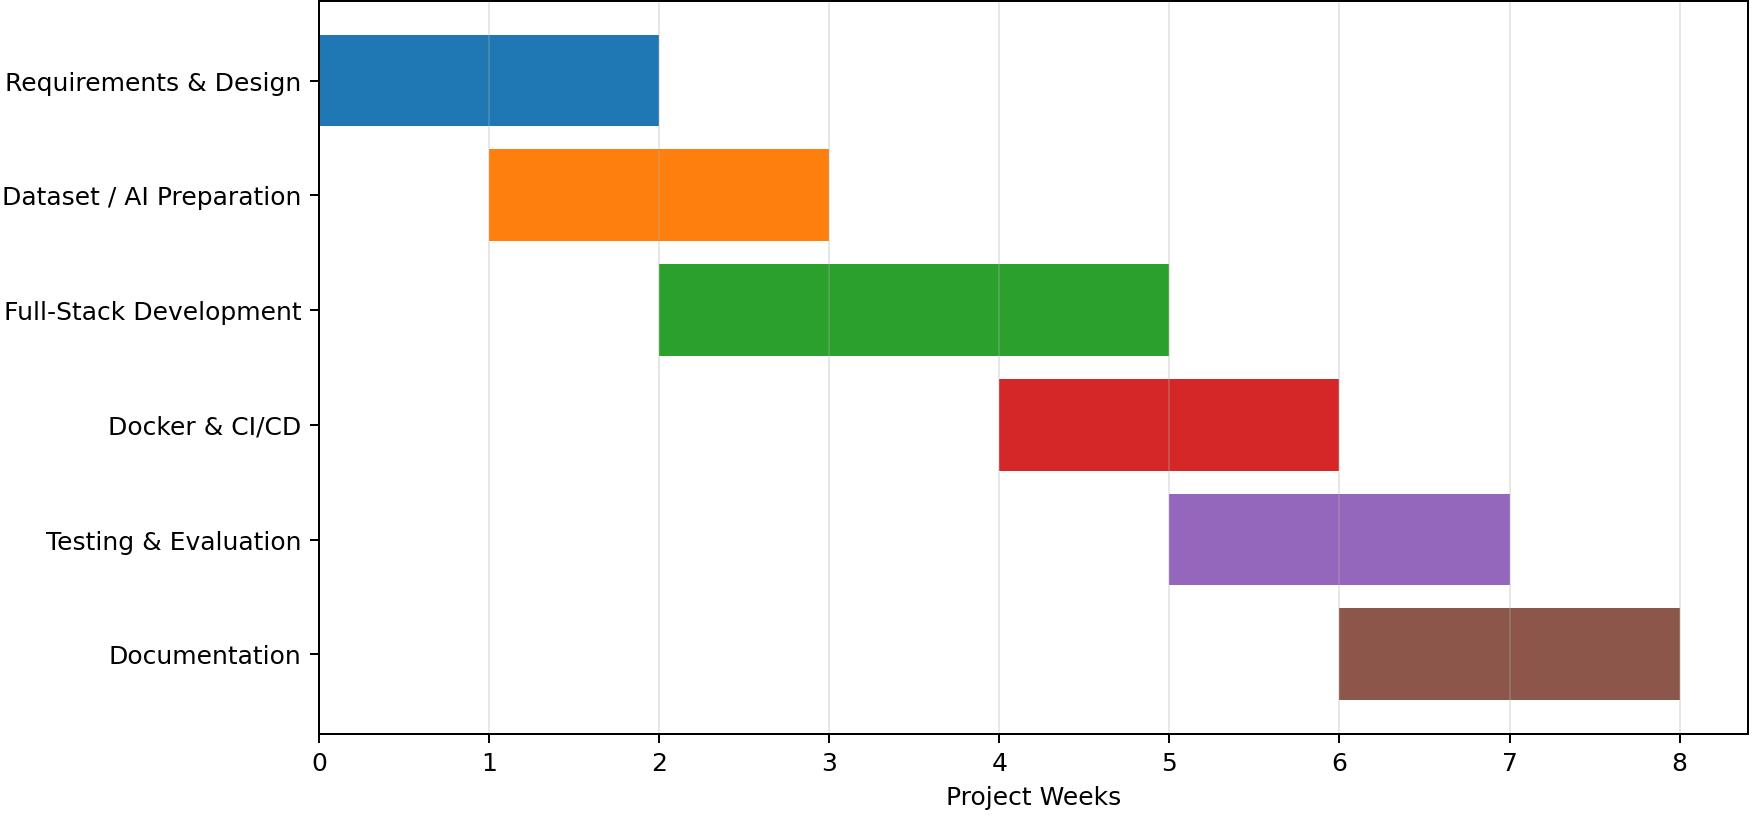 Requirements & Design
Dataset / AI Preparation
Full-Stack Development
Docker & CI/CD
Testing & Evaluation
Documentation
0 1 2 3 4 5 6 7 8
Project Weeks